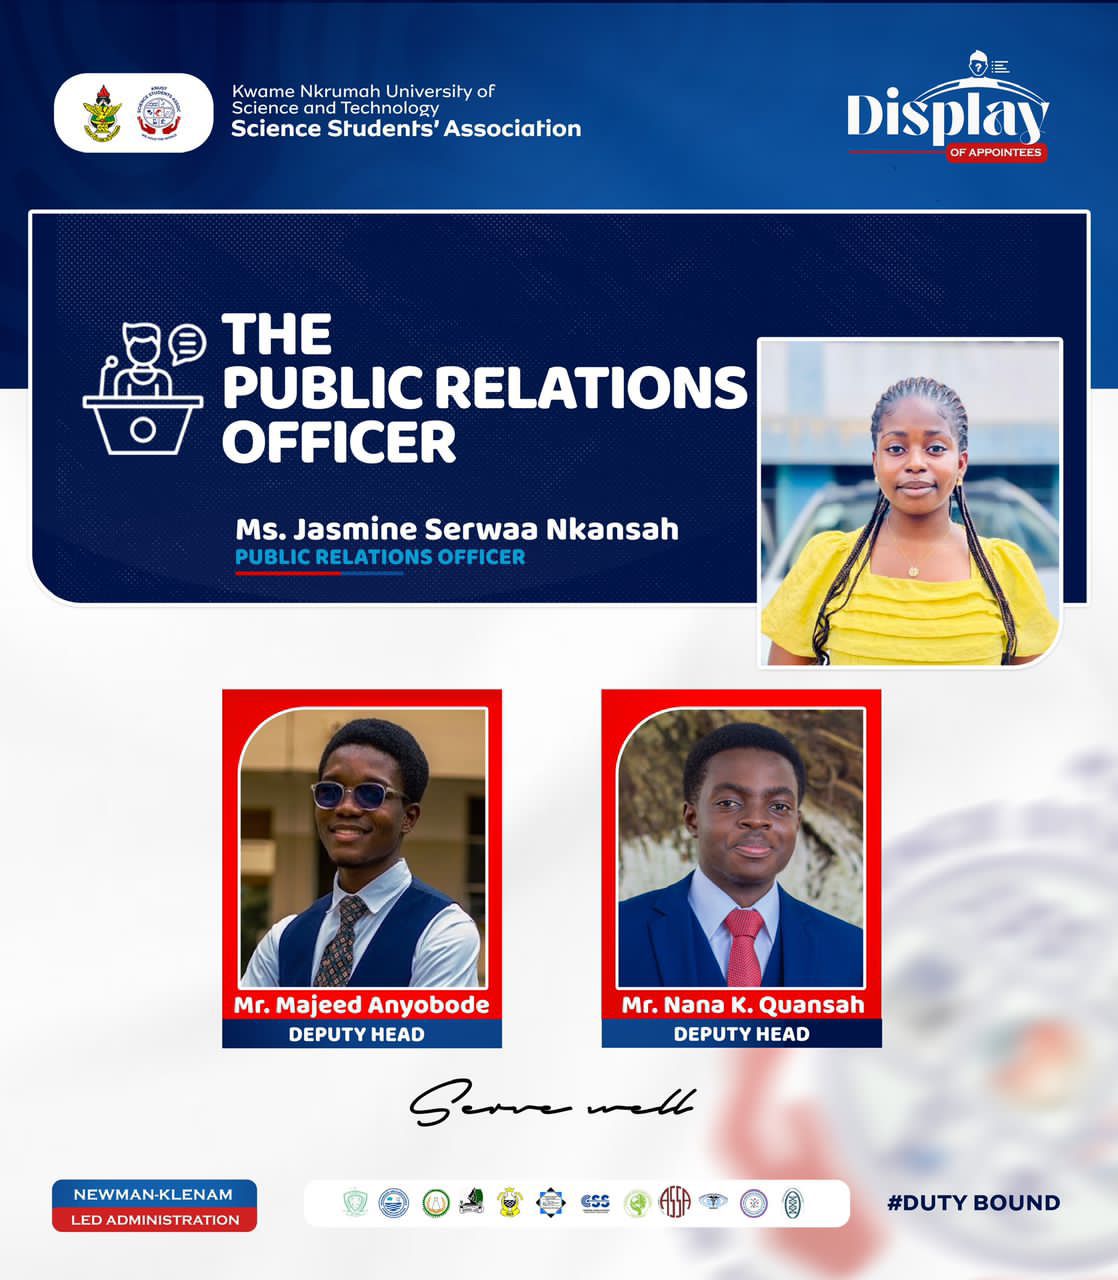 Kwame Nkrumah University of
Science and Technology
Science Students' Association
Display
OF APPOINTEES
THE
PUBLIC RELATIONS
OFFICER
Ms. Jasmine Serwaa Nkansah
PUBLIC RELATIONS OFFICER
Mr. Majeed Anyobode
DEPUTY HEAD
Mr. Nana K. Quansah
DEPUTY HEAD
Serve well
NEWMAN-KLENAM
LED ADMINISTRATION
GSS
ASSA
#DUTY BOUND